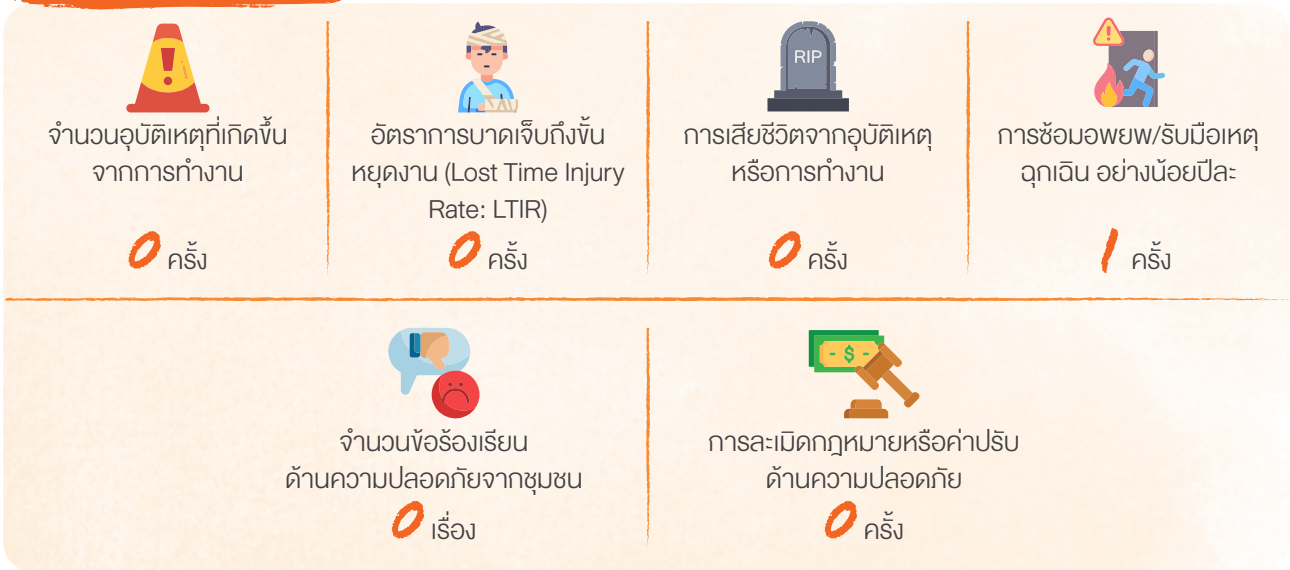 RIP
จำนวนอุบัติเหตุที่เกิดขึ้น
จากการทำงาน
0 ครั้ง
อัตราการบาดเจ็บถึงขั้น
หยุดงาน (Lost Time Injury
Rate: LTIR)
0 ครั้ง
การเสียชีวิตจากอุบัติเหตุ
หรือการทำงาน
0 ครั้ง
การซ้อมอพยพ/รับมือเหตุ
ฉุกเฉิน อย่างน้อยปีละ
1 ครั้ง
จำนวนข้อร้องเรียน
ด้านความปลอดภัยจากชุมชน
0 เรื่อง
- $ -
การละเมิดกฎหมายหรือค่าปรับ
ด้านความปลอดภัย
0 ครั้ง